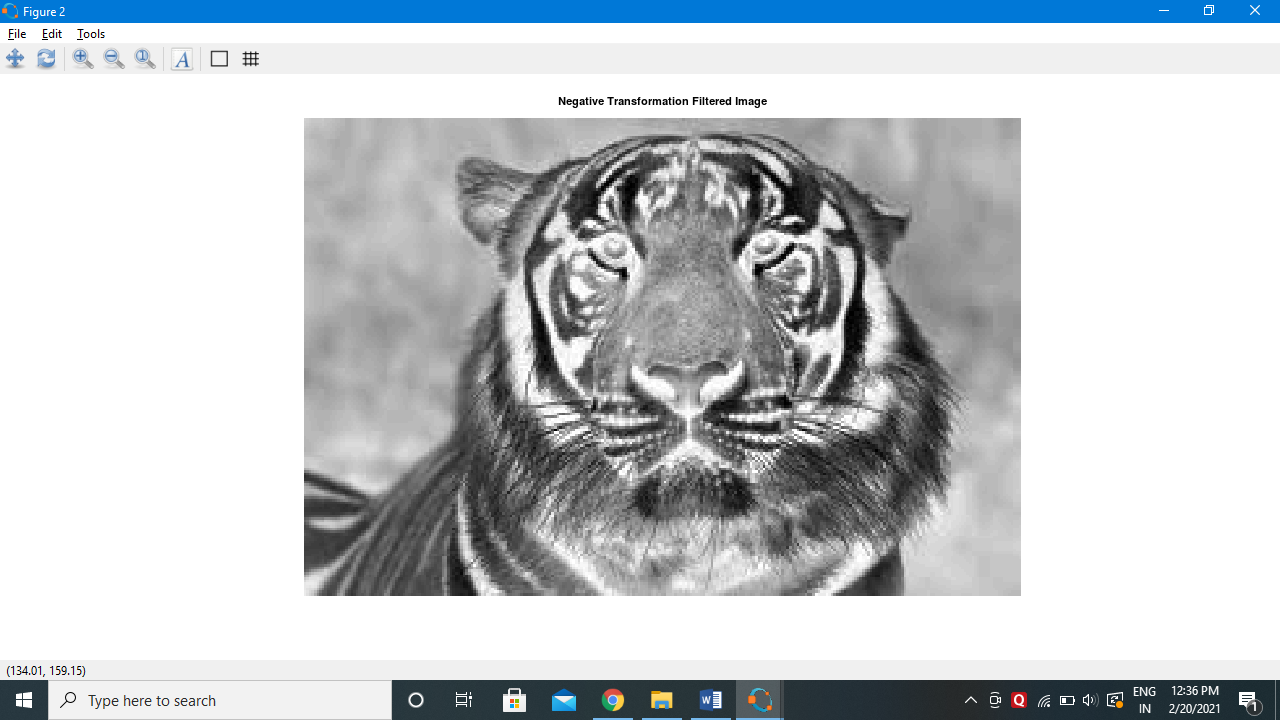 Figure 2
File Edit Tools
A
Negative Transformation Filtered Image
(134.01, 159.15)
Type here to search
W
Q
ENG
IN
12:36 PM
2/20/2021
1